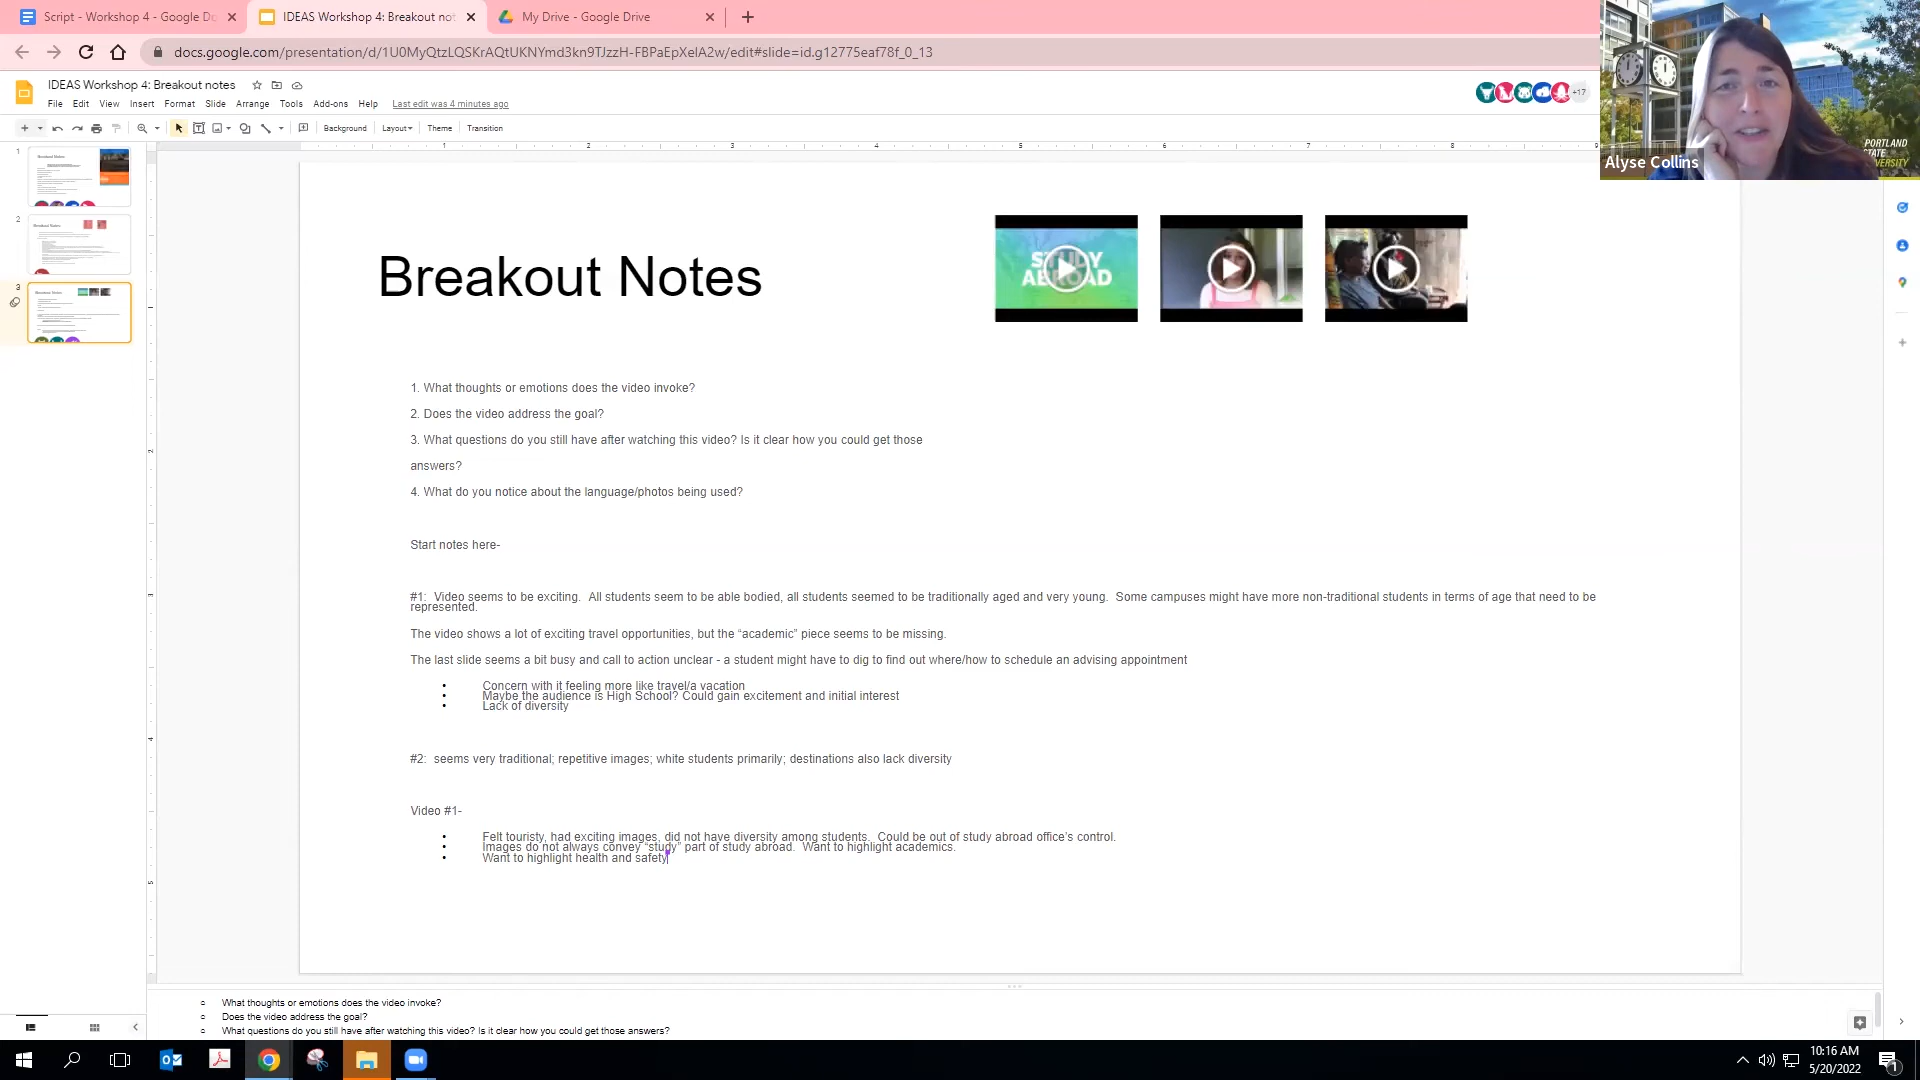 Script - Workshop 4 - Google Do
IDEAS Workshop 4: Breakout not
My Drive - Google Drive
docs.google.com/presentation/d/1U0MyQtzLQSKrAQtUKNYmd3kn9TJzzH-FBPaEpXeIA2w/edit#slide=id.g12775eaf78f_0_13
IDEAS Workshop 4: Breakout notes
File Edit View Insert Format Slide Arrange Tools Add-ons Help Last edit was 4 minutes ago
+17
Background Layout Theme Transition
PORTLAND
STATE
Alyse Collins
Breakout Notes
STUDY
ABROAD
1. What thoughts or emotions does the video invoke?
2. Does the video address the goal?
3. What questions do you still have after watching this video? Is it clear how you could get those
answers?
4. What do you notice about the language/photos being used?
Start notes here-
#1: Video seems to be exciting. All students seem to be able bodied, all students seemed to be traditionally aged and very young. Some campuses might have more non-traditional students in terms of age that need to be
represented.
The video shows a lot of exciting travel opportunities, but the “academic” piece seems to be missing.
The last slide seems a bit busy and call to action unclear - a student might have to dig to find out where/how to schedule an advising appointment
• Concern with it feeling more like travel/a vacation
• Maybe the audience is High School? Could gain excitement and initial interest
• Lack of diversity
#2: seems very traditional; repetitive images; white students primarily; destinations also lack diversity
Video #1-
• Felt touristy, had exciting images, did not have diversity among students. Could be out of study abroad office’s control.
• Images do not always convey “study” part of study abroad. Want to highlight academics.
• Want to highlight health and safety
○ What thoughts or emotions does the video invoke?
○ Does the video address the goal?
○ What questions do you still have after watching this video? Is it clear how you could get those answers?
10:16 AM
5/20/2022